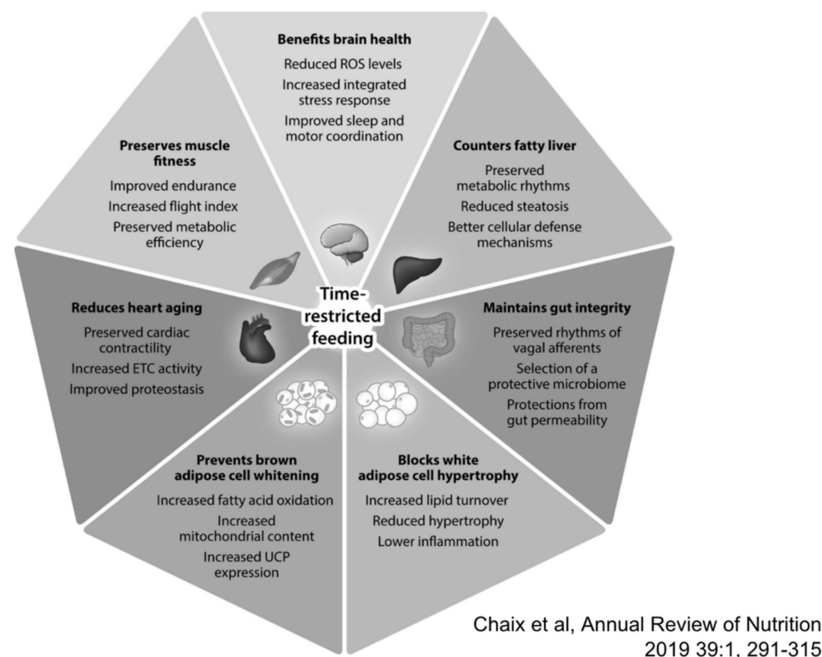 Benefits brain health
Reduced ROS levels
Increased integrated
stress response
Improved sleep and
motor coordination
Counters fatty liver
Preserved
metabolic rhythms
Reduced steatosis
Better cellular defense
mechanisms
Maintains gut integrity
Preserved rhythms of
vagal afferents
Selection of a
protective microbiome
Protections from
gut permeability
Blocks white
adipose cell hypertrophy
Increased lipid turnover
Reduced hypertrophy
Lower inflammation
Prevents brown
adipose cell whitening
Increased fatty acid oxidation
Increased
mitochondrial content
Increased UCP
expression
Reduces heart aging
Preserved cardiac
contractility
Increased ETC activity
Improved proteostasis
Preserves muscle
fitness
Improved endurance
Increased flight index
Preserved metabolic
efficiency
Time-
restricted
feeding
Chaix et al, Annual Review of Nutrition
2019 39:1, 291-315